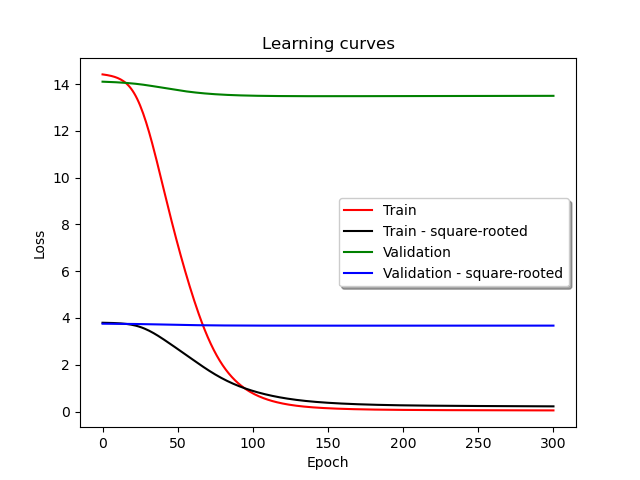 Learning curves
14
12
10
8
6
4
2
0
Loss
Train
Train - square-rooted
Validation
Validation - square-rooted
0 50 100 150 200 250 300
Epoch